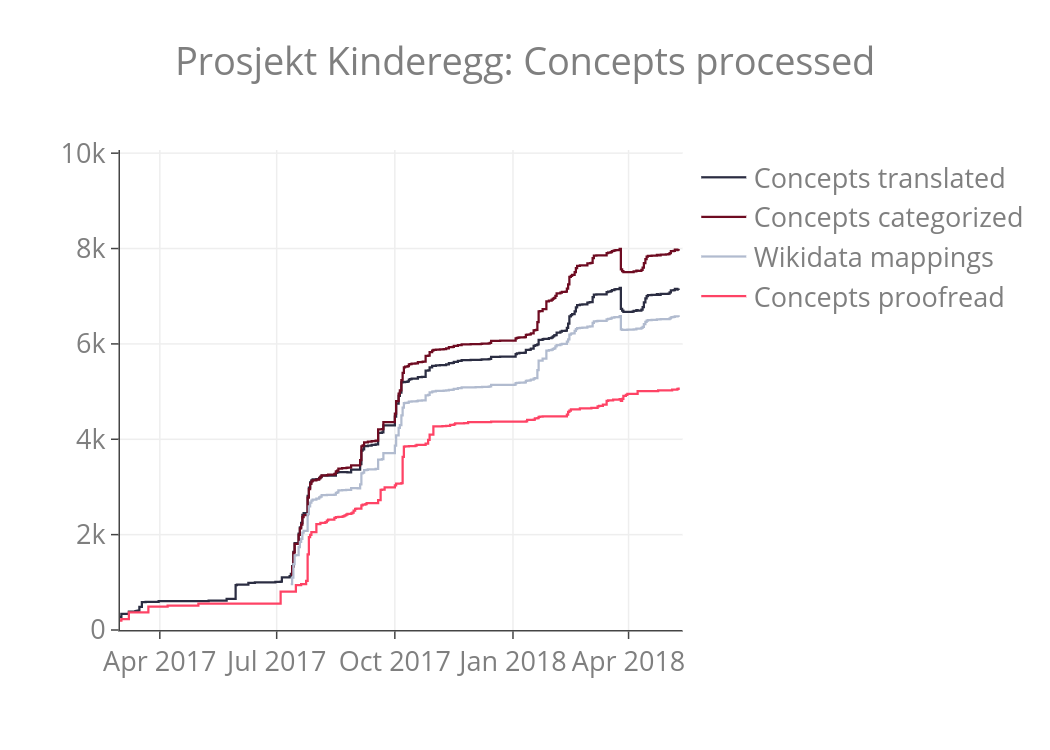 Prosjekt Kinderegg: Concepts processed
10k
8k
6k
4k
2k
0
Apr 2017 Jul 2017 Oct 2017 Jan 2018 Apr 2018
Concepts translated
Concepts categorized
Wikidata mappings
Concepts proofread